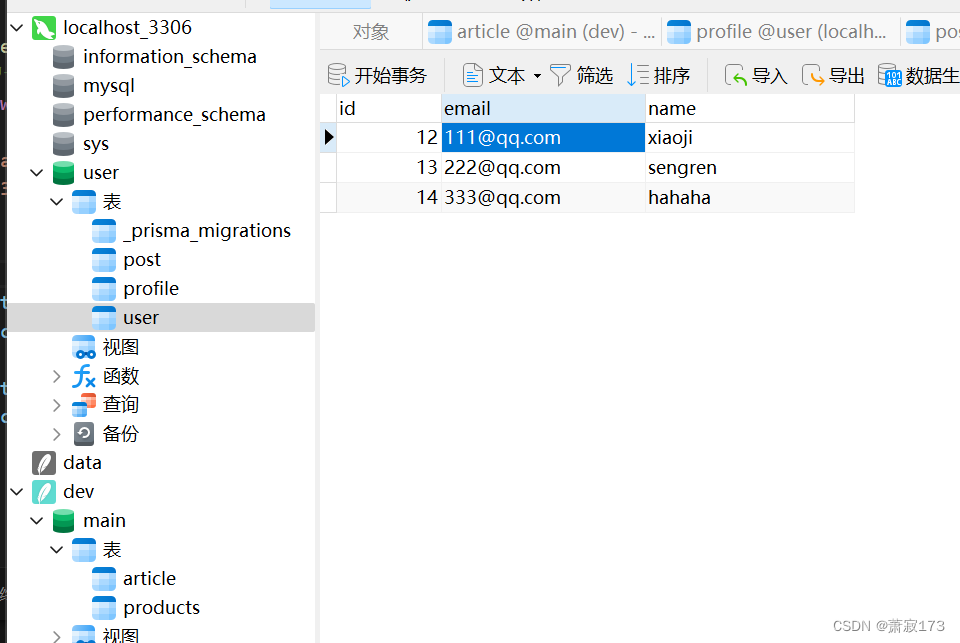 localhost_3306
information_schema
mysql
performance_schema
sys
user
表
_prisma_migrations
post
profile
user
视图
函数
查询
备份
data
dev
main
表
article
products
视图
对象 article @main (dev) - ... profile @user (localh... pos
开始事务 文本 筛选 排序 导入 导出 数据生
id email name
12 111@qq.com xiaoji
13 222@qq.com sengren
14 333@qq.com hahaha
CSDN @萧寂173